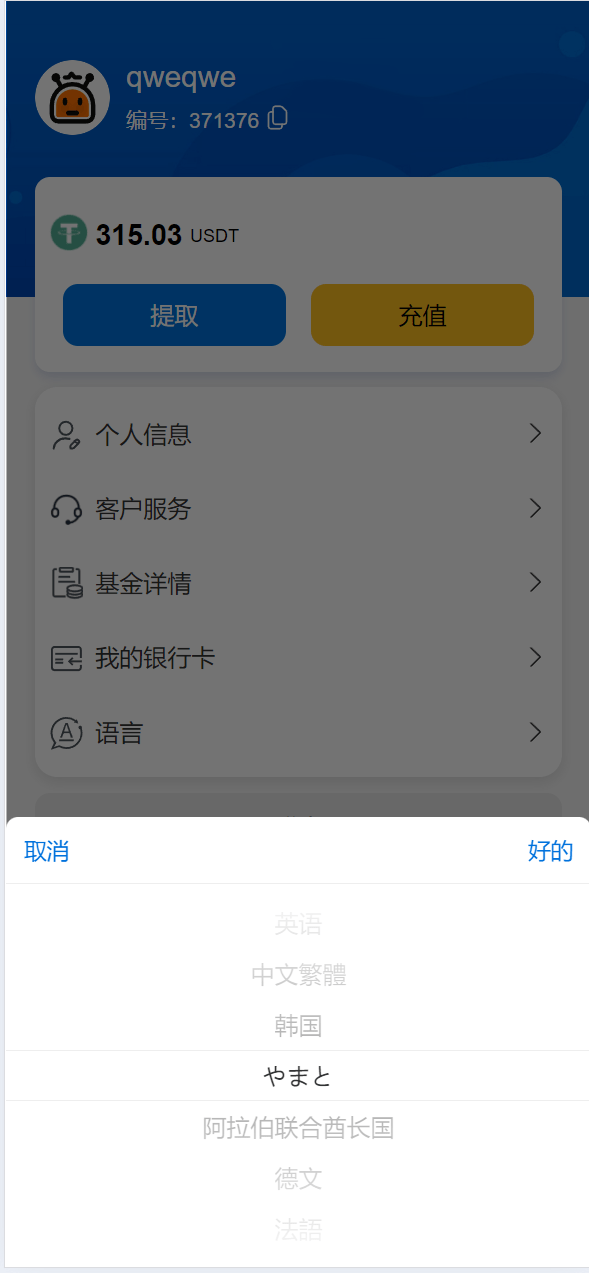 qweqwe
编号：371376
315.03 USDT
提取
充值
个人信息
客户服务
基金详情
我的银行卡
语言
取消
好的
英语
中文繁體
韩国
やまと
阿拉伯联合酋长国
德文
法語